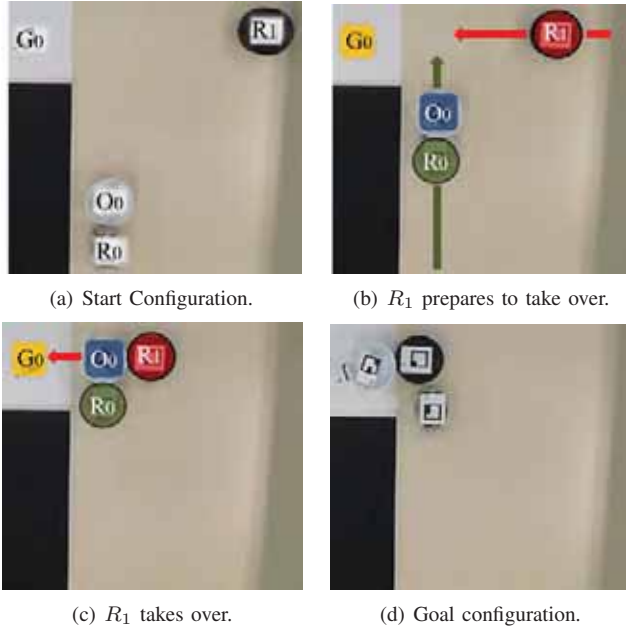 G0
R1
O0
R0
(a) Start Configuration.
G0
R1
O0
R0
(b) R1 prepares to take over.
G0
O0
R1
R0
(c) R1 takes over.
(d) Goal configuration.